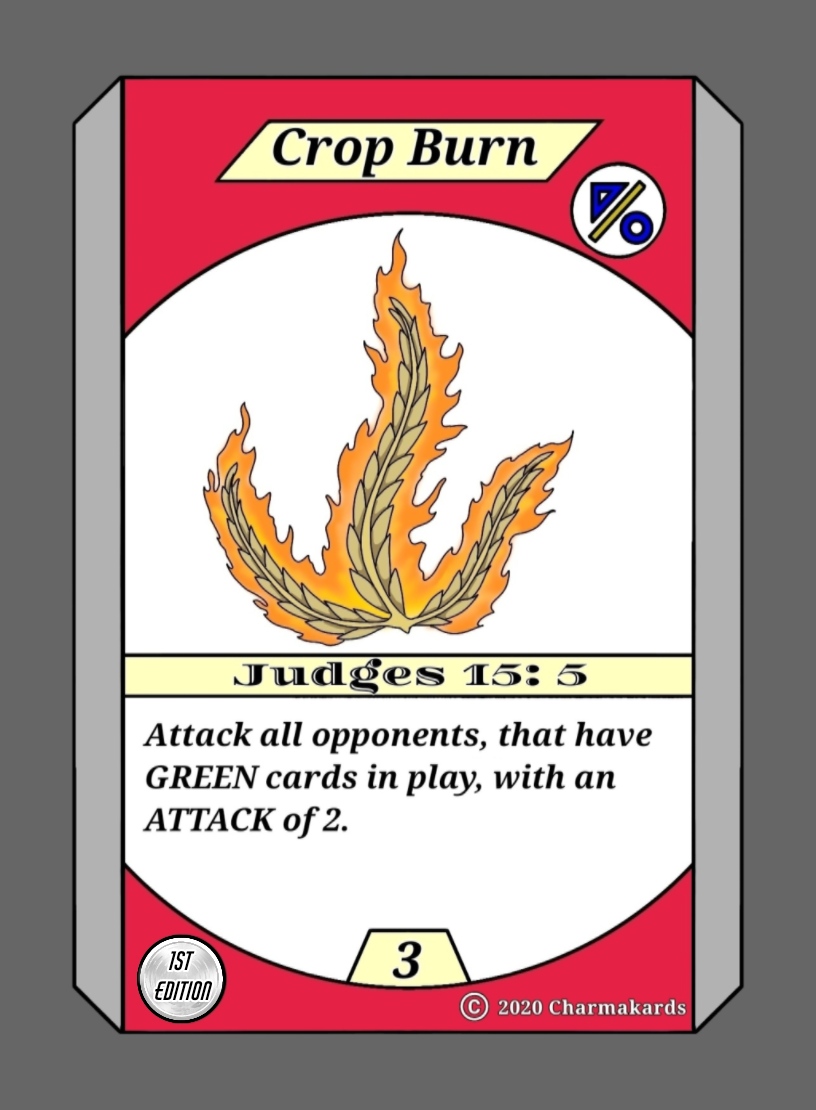 Crop Burn
Judges 15: 5
Attack all opponents, that have
GREEN cards in play, with an
ATTACK of 2.
3
1ST
EDITION
© 2020 Charmakards